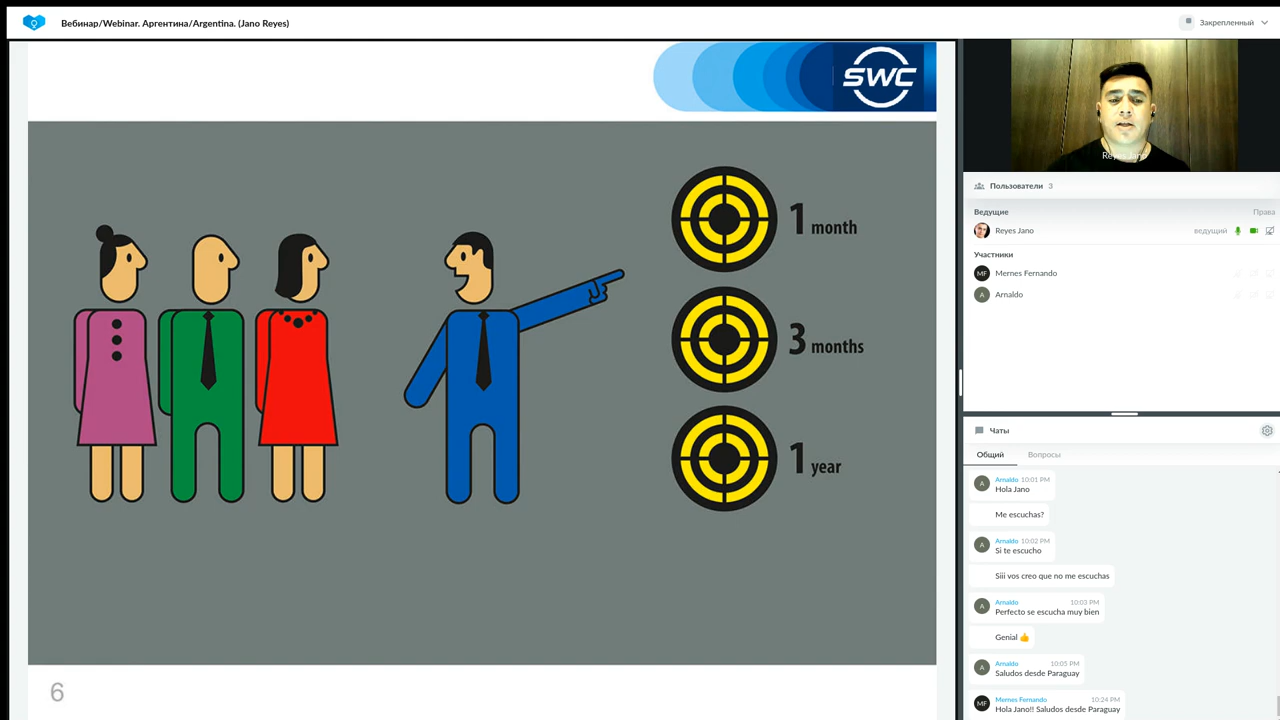 Вебинар/Webinar. Аргентина/Argentina. (Jano Reyes)
Закрепленный
SWC
1 month
3 months
1 year
6
Reyes Jano
Пользователи 3
Ведущие
Права
Reyes Jano
ведущий
Участники
MF Mernes Fernando
A Arnaldo
Чаты
Общий
Вопросы
Arnaldo 10:01 PM
A
Hola Jano
Me escuchas?
Arnaldo 10:02 PM
A
Si te escucho
Siii vos creo que no me escuchas
Arnaldo 10:03 PM
A
Perfecto se escucha muy bien
Genial 👍
Arnaldo 10:05 PM
A
Saludos desde Paraguay
Mernes Fernando 10:24 PM
MF
Hola Jano!! Saludos desde Paraguay